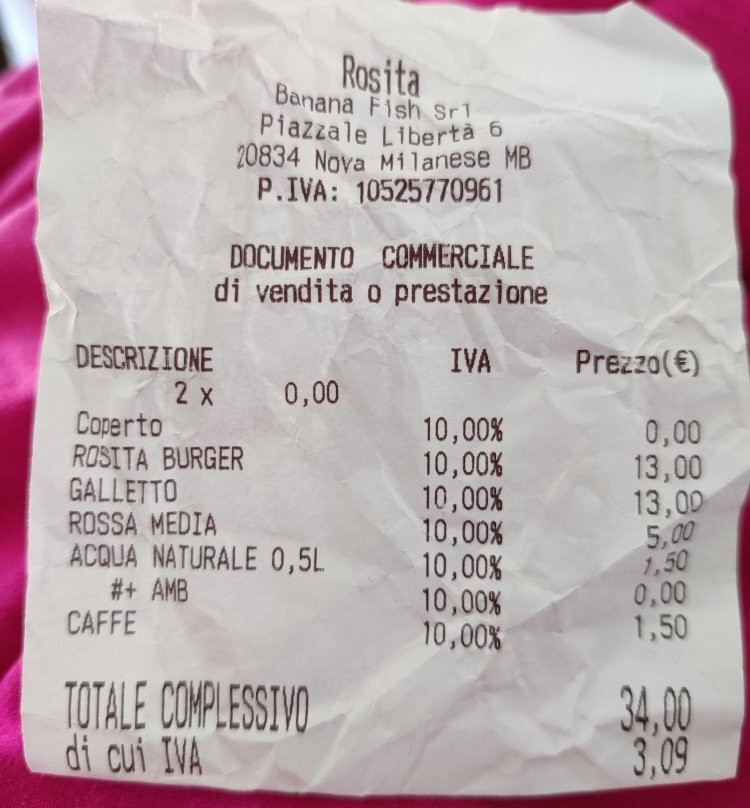 Rosita
Banana Fish srl
Piazzale Libertà 6
20834 Nova Milanese MB
P.IVA: 10525770961
DOCUMENTO COMMERCIALE
di vendita o prestazione
DESCRIZIONE IVA Prezzo(€)
2 x 0,00
Coperto 10,00% 0,00
ROSITA BURGER 10,00% 13,00
GALLETTO 10,00% 13,00
ROSSA MEDIA 10,00% 5,00
ACQUA NATURALE 0,5L 10,00% 1,50
#+ AMB 10,00% 0,00
CAFFE 10,00% 1,50
TOTALE COMPLESSIVO 34,00
di cui IVA 3,09